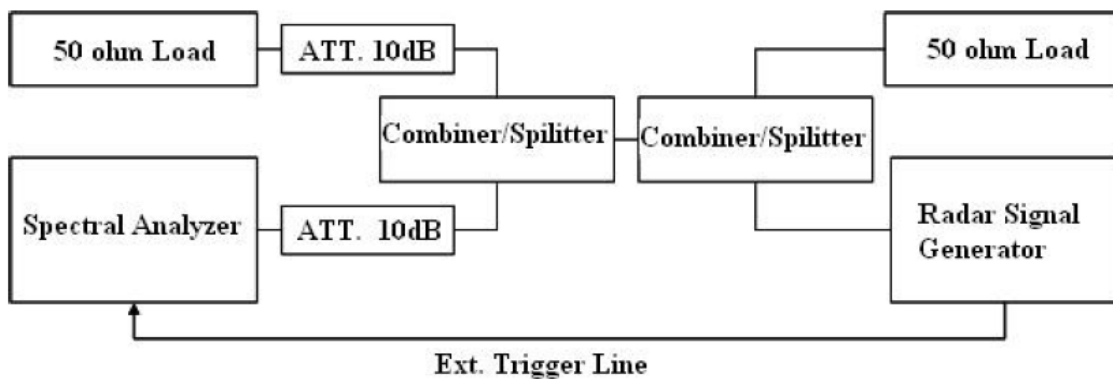 50 ohm Load
ATT. 10dB
50 ohm Load
Combiner/Spilitter
Combiner/Spilitter
Spectral Analyzer
ATT. 10dB
Radar Signal
Generator
Ext. Trigger Line